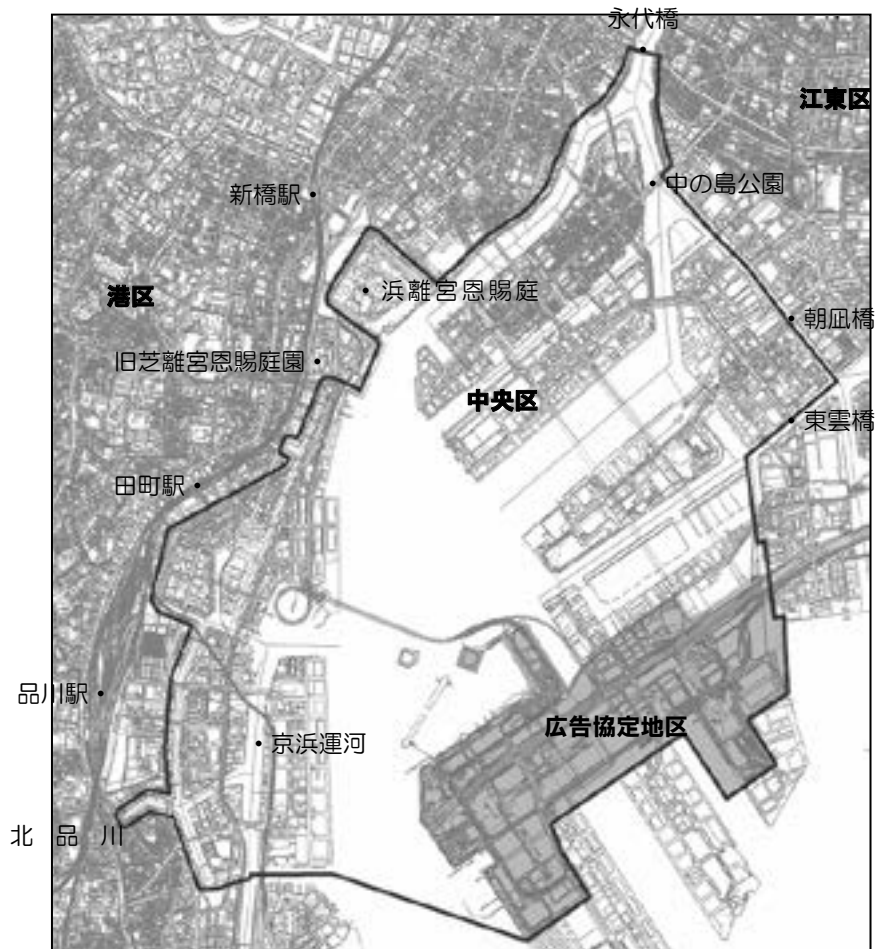 永代橋
江東区
中の島公園
新橋駅
浜離宮恩賜庭
港区
朝凪橋
旧芝離宮恩賜庭園
中央区
東雲橋
田町駅
品川駅
広告協定地区
京浜運河
北品川